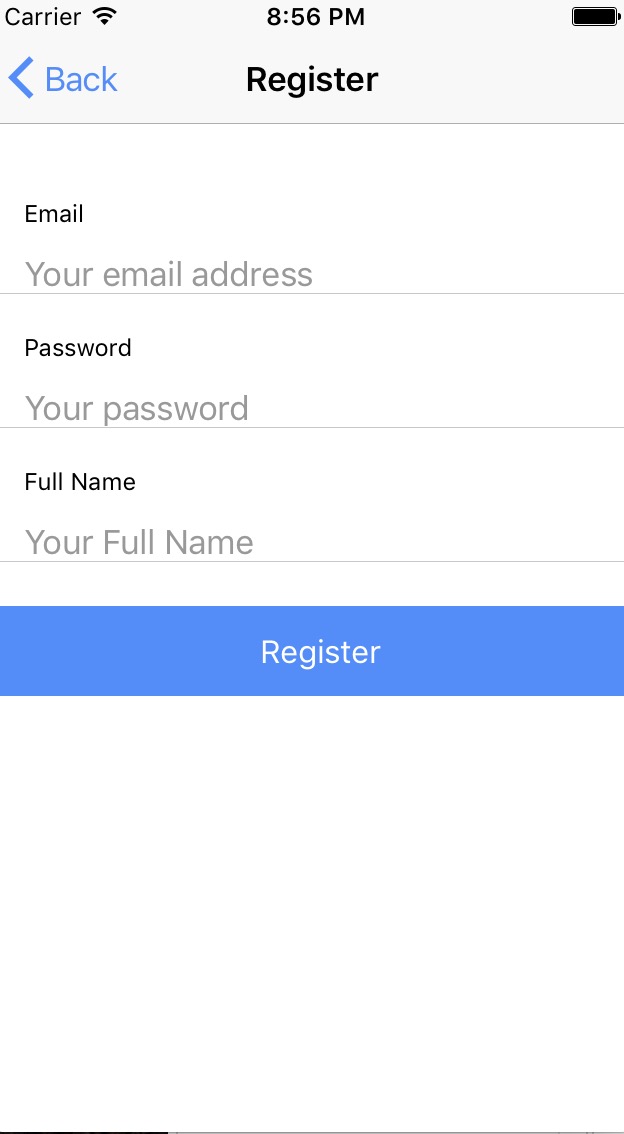 Carrier 8:56 PM
Back Register
Email
Your email address
Password
Your password
Full Name
Your Full Name
Register